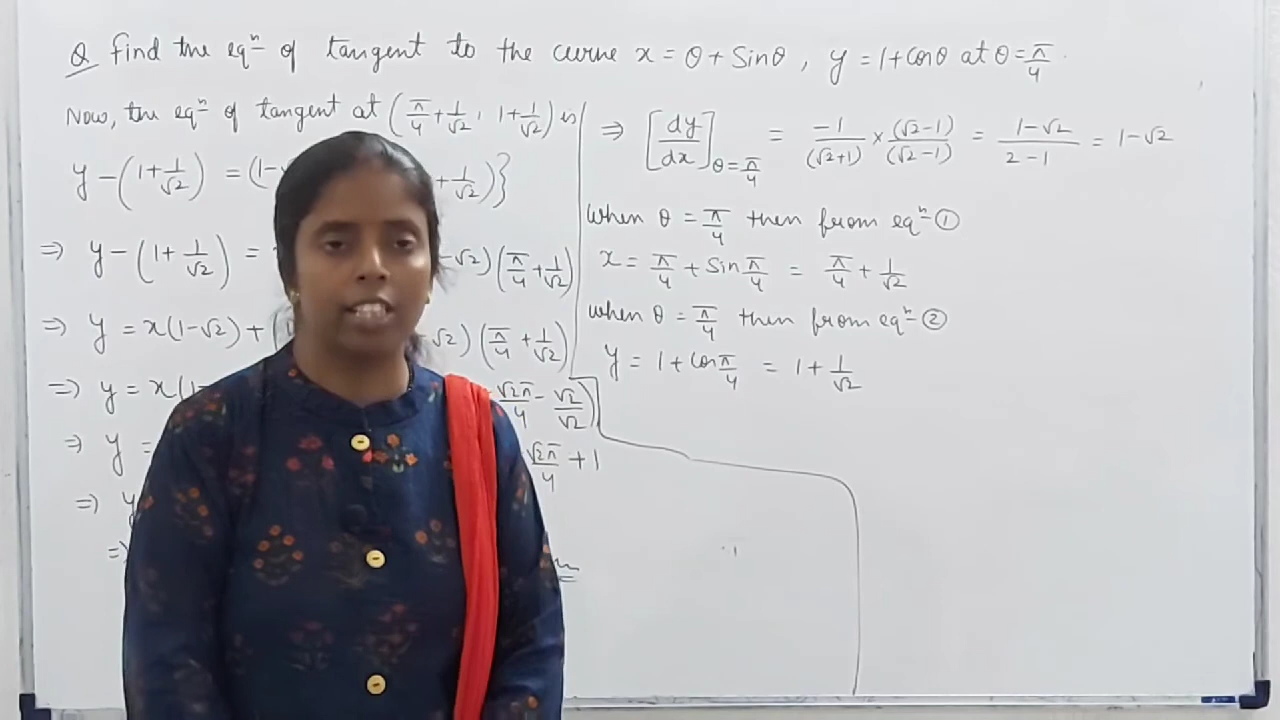 Q Find the eqⁿ of tangent to the curve x = θ + Sinθ , y = 1 + Cosθ at θ = π/4 .
Now, the eqⁿ of tangent at (π/4 + 1/√2 , 1 + 1/√2) is
y - (1 + 1/√2) = (1- + 1/√2)}
⇒ y - (1 + 1/√2) = √2) (π/4 + 1/√2)
⇒ y = x(1-√2) + √2) (π/4 + 1/√2)
⇒ y = x(1- √2π/4 - √2/√2)
⇒ y = √2π/4 + 1
⇒ y
⇒
⇒ [dy/dx]θ=π/4 = -1/(√2+1) × (√2-1)/(√2-1) = 1-√2/2-1 = 1-√2
When θ = π/4 then from eqⁿ ①
x = π/4 + Sin π/4 = π/4 + 1/√2
when θ = π/4 then from eqⁿ ②
y = 1 + Cos π/4 = 1 + 1/√2